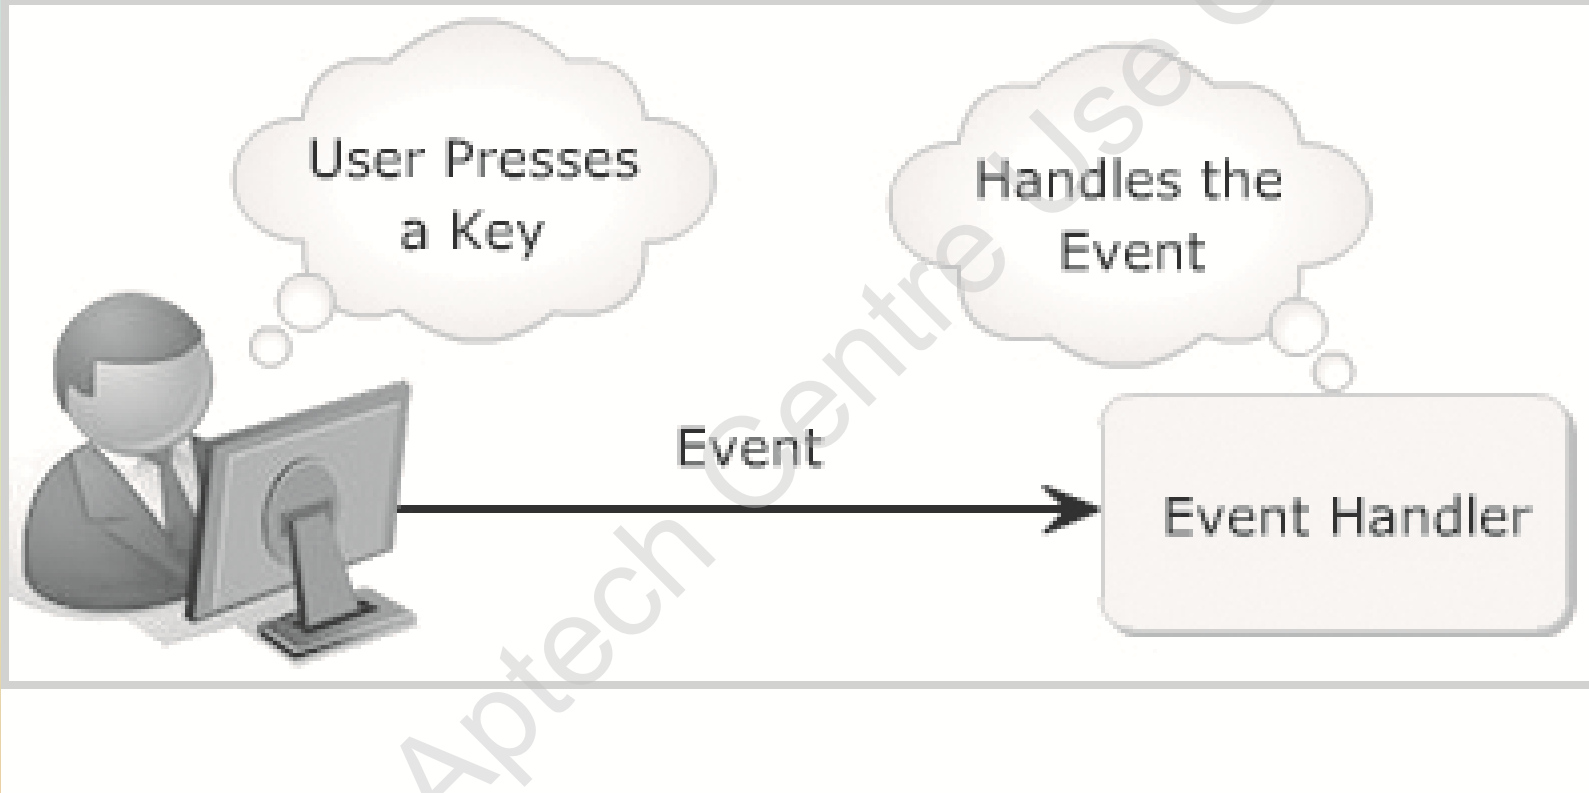 User Presses
a Key
Handles the
Event
Event
Event Handler
Aptech Centre Use